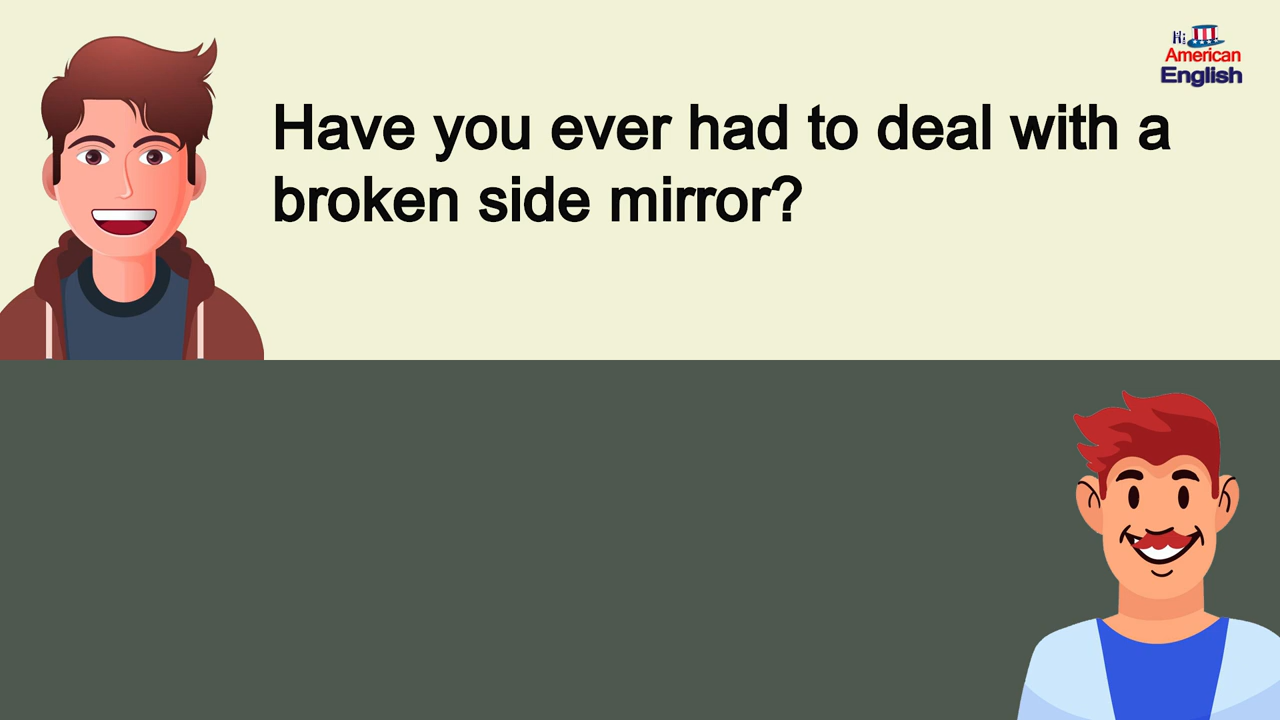 Hi
American
English
Have you ever had to deal with a
broken side mirror?